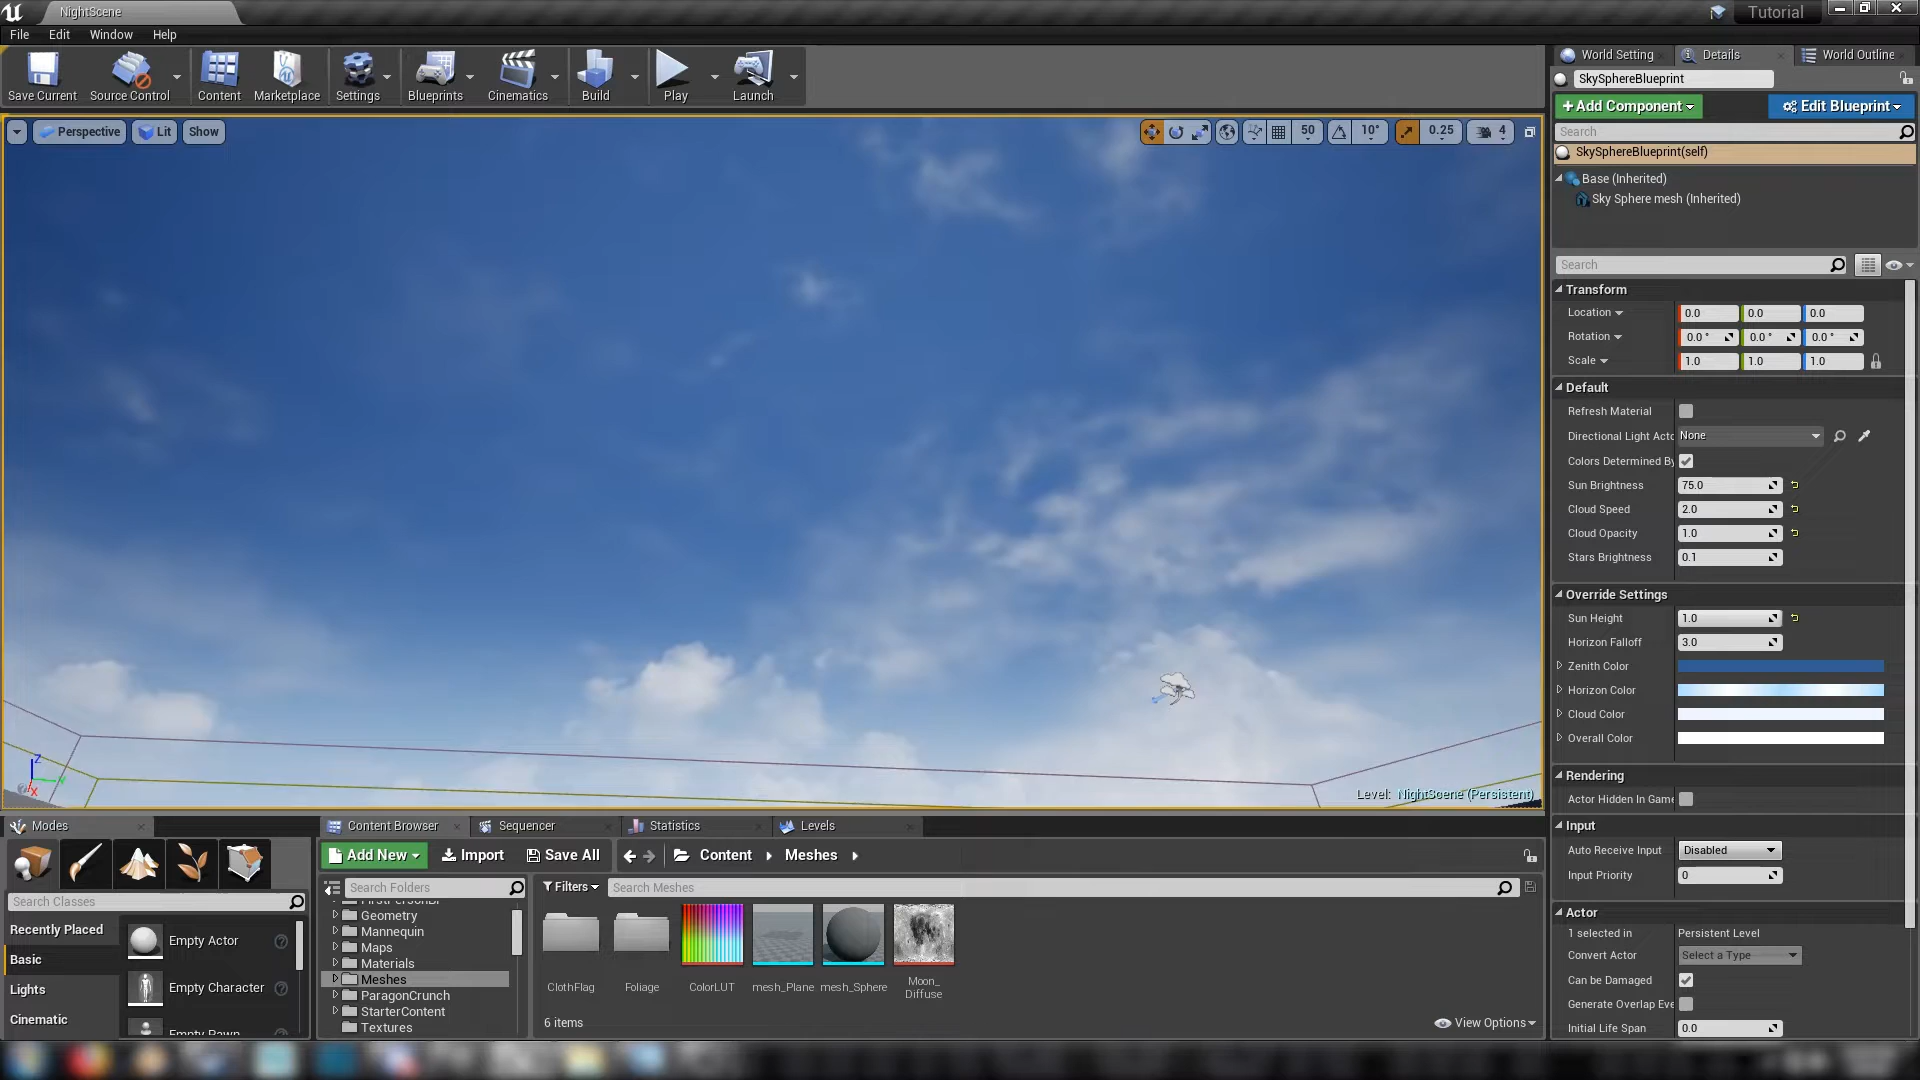 NightScene
Tutorial
File Edit Window Help
Save Current Source Control Content Marketplace Settings Blueprints Cinematics Build Play Launch
Perspective Lit Show
50 10° 0.25 4
Level: NightScene (Persistent)
Z
Y
X
World Setting Details World Outline
SkySphereBlueprint
+Add Component Edit Blueprint
Search
SkySphereBlueprint(self)
Base (Inherited)
Sky Sphere mesh (Inherited)
Search
Transform
Location 0.0 0.0 0.0
Rotation 0.0 ° 0.0 ° 0.0 °
Scale 1.0 1.0 1.0
Default
Refresh Material
Directional Light Acto None
Colors Determined By
Sun Brightness 75.0
Cloud Speed 2.0
Cloud Opacity 1.0
Stars Brightness 0.1
Override Settings
Sun Height 1.0
Horizon Falloff 3.0
Zenith Color
Horizon Color
Cloud Color
Overall Color
Rendering
Actor Hidden In Game
Input
Auto Receive Input Disabled
Input Priority 0
Actor
1 selected in Persistent Level
Convert Actor Select a Type
Can be Damaged
Generate Overlap Eve
Initial Life Span 0.0
Modes
Search Classes
Recently Placed
Basic
Lights
Cinematic
Empty Actor
Empty Character
Empty Pawn
Content Browser Sequencer Statistics Levels
Add New Import Save All Content Meshes
Search Folders
FirstPersonBP
Geometry
Mannequin
Maps
Materials
Meshes
ParagonCrunch
StarterContent
Textures
Filters Search Meshes
ClothFlag Foliage ColorLUT mesh_Plane mesh_Sphere Moon_
Diffuse
6 items View Options